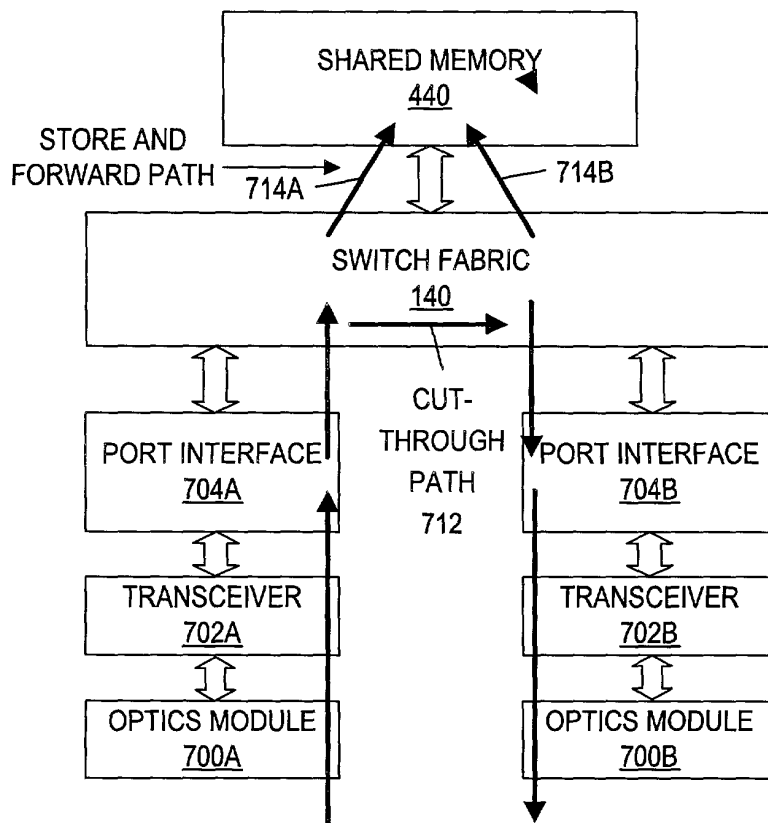 SHARED MEMORY
440
STORE AND
FORWARD PATH
714A
714B
SWITCH FABRIC
140
CUT-
THROUGH
PATH
712
PORT INTERFACE
704A
PORT INTERFACE
704B
TRANSCEIVER
702A
TRANSCEIVER
702B
OPTICS MODULE
700A
OPTICS MODULE
700B